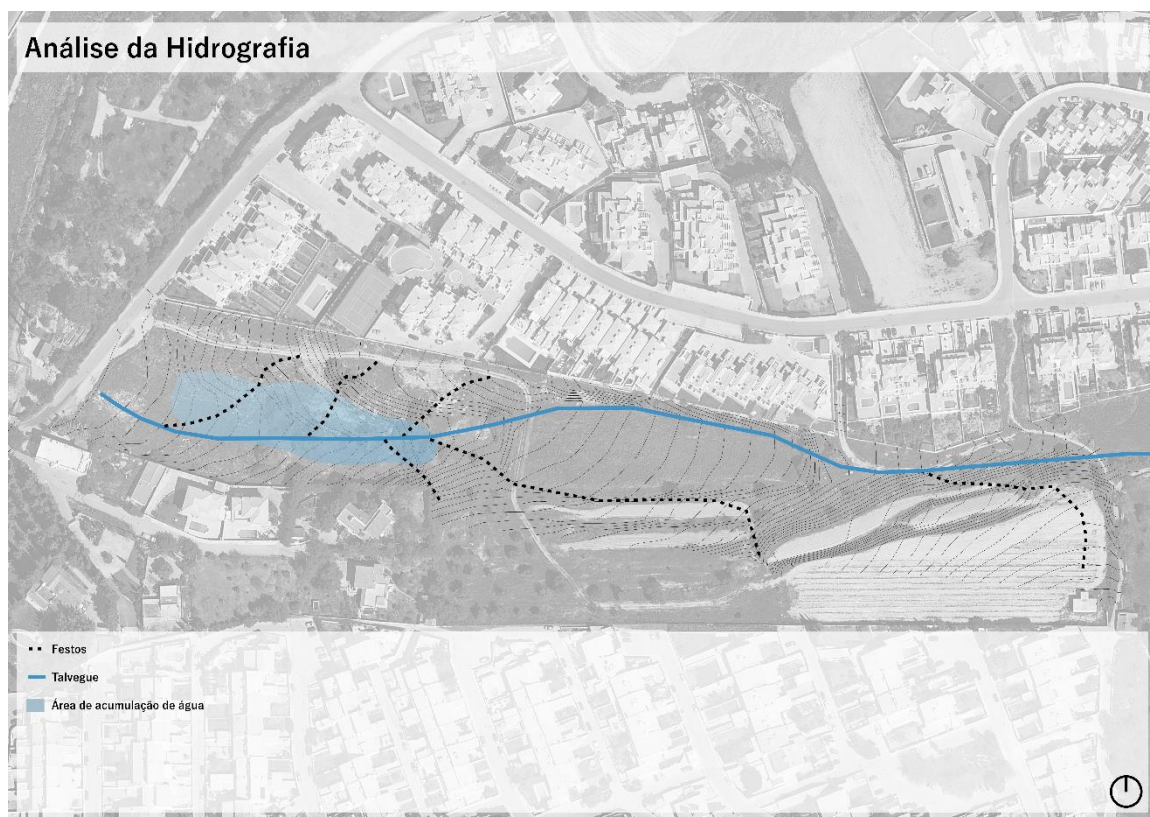 Análise da Hidrografia
Festos
Talvegue
Área de acumulação de água